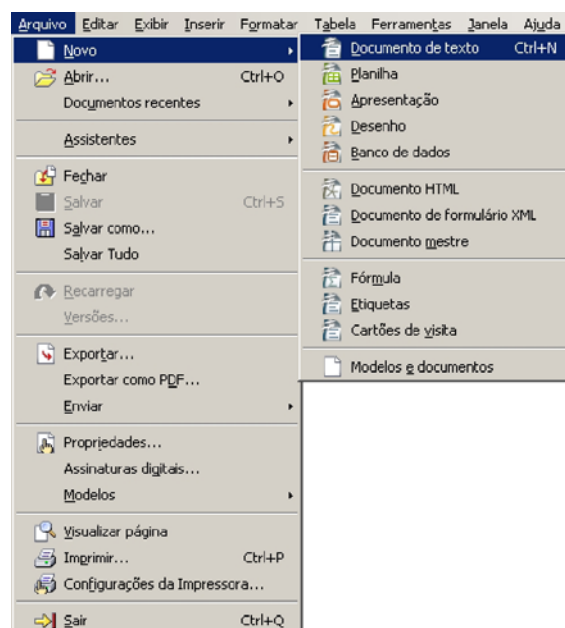 Arquivo Editar Exibir Inserir Formatar Tabela Ferramentas Janela Ajuda
Novo
Abrir... Ctrl+O
Documentos recentes
Assistentes
Fechar
Salvar Ctrl+S
Salvar como...
Salvar Tudo
Recarregar
Versões...
Exportar...
Exportar como PDF...
Enviar
Propriedades...
Assinaturas digitais...
Modelos
Visualizar página
Imprimir... Ctrl+P
Configurações da Impressora...
Sair Ctrl+Q
Documento de texto Ctrl+N
Planilha
Apresentação
Desenho
Banco de dados
Documento HTML
Documento de formulário XML
Documento mestre
Fórmula
Etiquetas
Cartões de visita
Modelos e documentos